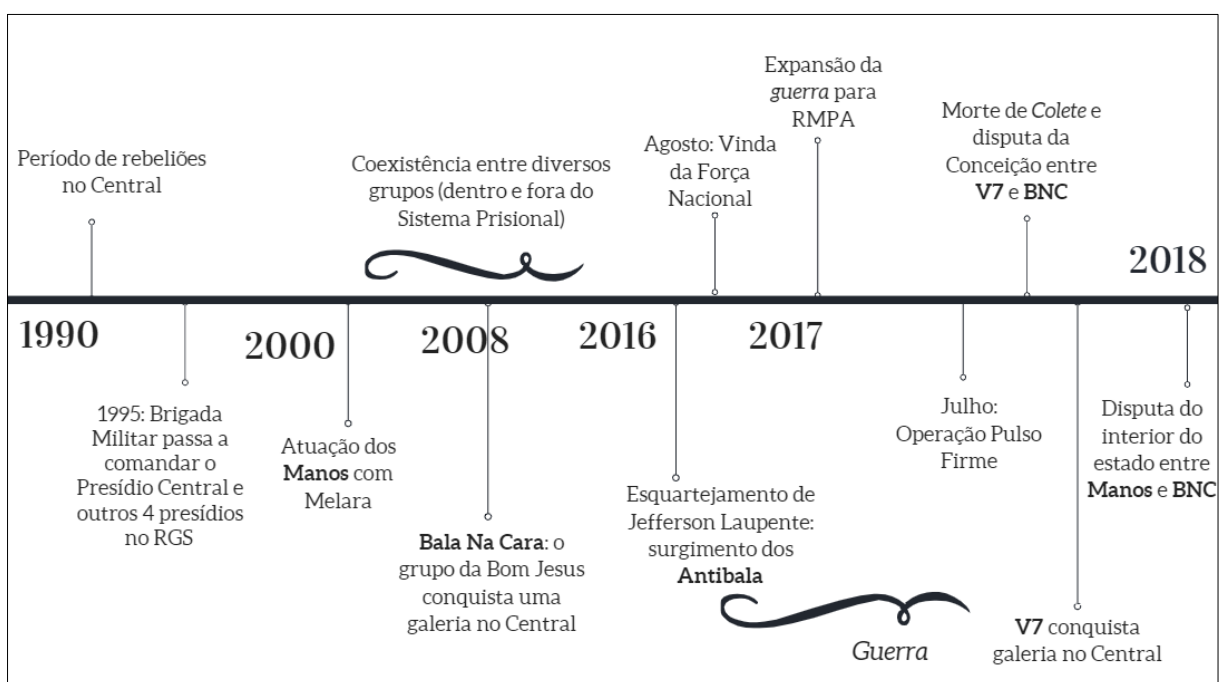 Período de rebeliões
no Central
Coexistência entre diversos
grupos (dentro e fora do
Sistema Prisional)
Agosto: Vinda
da Força
Nacional
Expansão da
guerra para
RMPA
Morte de Colete e
disputa da
Conceição entre
V7 e BNC
2018
1990
2000
2008
2016
2017
1995: Brigada
Militar passa a
comandar o
Presídio Central e
outros 4 presídios
no RGS
Atuação dos
Manos com
Melara
Bala Na Cara: o
grupo da Bom Jesus
conquista uma
galeria no Central
Esquartejamento de
Jefferson Laupente:
surgimento dos
Antibala
Guerra
Julho:
Operação Pulso
Firme
V7 conquista
galeria no Central
Disputa do
interior do
estado entre
Manos e BNC